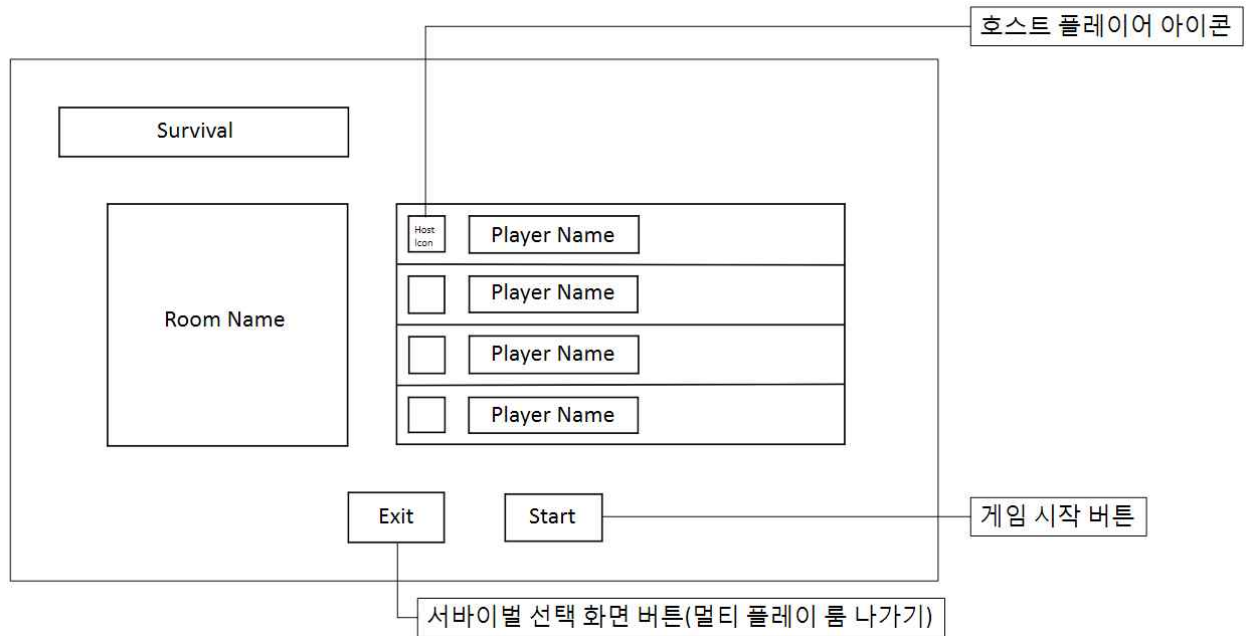 호스트 플레이어 아이콘
Survival
Room Name
Host
Icon
Player Name
Player Name
Player Name
Player Name
Exit
Start
게임 시작 버튼
서바이벌 선택 화면 버튼(멀티 플레이 룸 나가기)